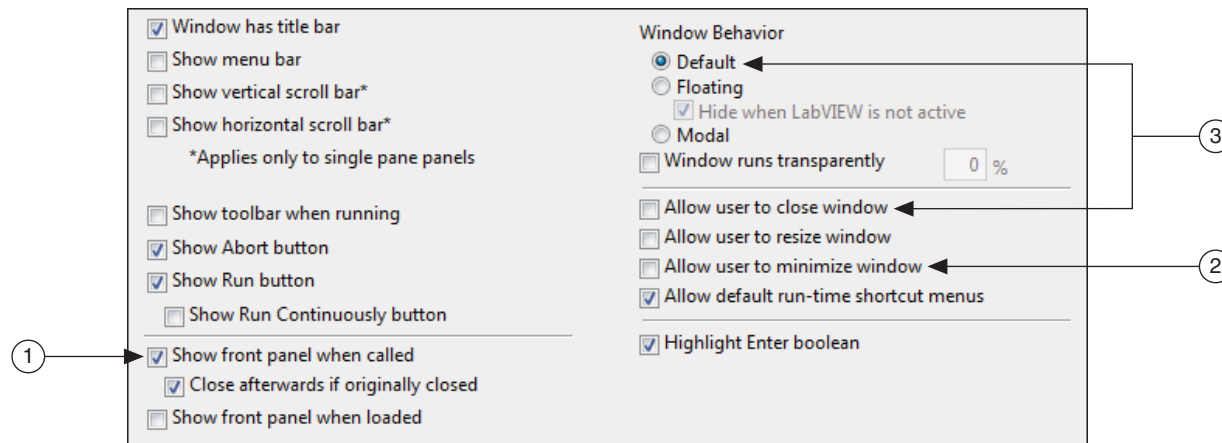 Window has title bar
Show menu bar
Show vertical scroll bar*
Show horizontal scroll bar*
*Applies only to single pane panels
Show toolbar when running
Show Abort button
Show Run button
Show Run Continuously button
1
Show front panel when called
Close afterwards if originally closed
Show front panel when loaded
Window Behavior
Default
Floating
Hide when LabVIEW is not active
Modal
Window runs transparently 0 %
3
Allow user to close window
Allow user to resize window
Allow user to minimize window
2
Allow default run-time shortcut menus
Highlight Enter boolean